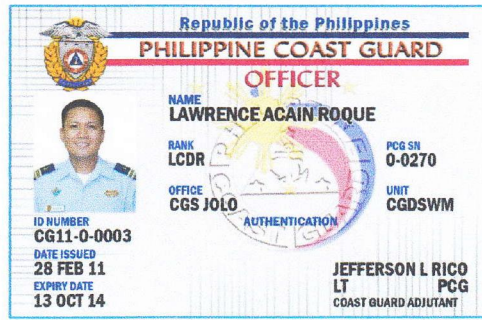 Republic of the Philippines
PHILIPPINE COAST GUARD
OFFICER
NAME
LAWRENCE ACAIN ROQUE
RANK
LCDR
PCG SN
O-0270
OFFICE
CGS JOLO
UNIT
CGDSWM
AUTHENTICATION
ID NUMBER
CG11-O-0003
DATE ISSUED
28 FEB 11
EXPIRY DATE
13 OCT 14
JEFFERSON L RICO
LT PCG
COAST GUARD ADJUTANT